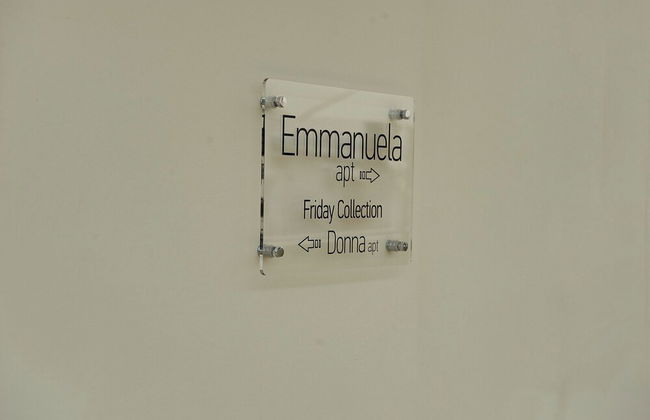 Emmanuela
apt ⇨
Friday Collection
⇦ Donna apt